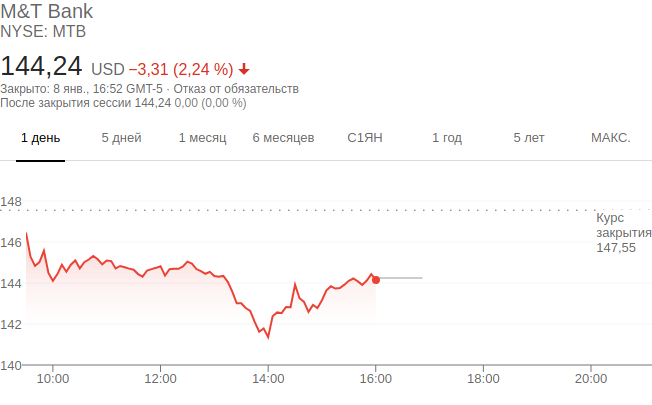 M&T Bank
NYSE: MTB
144,24 USD −3,31 (2,24 %)
Закрыто: 8 янв., 16:52 GMT-5 · Отказ от обязательств
После закрытия сессии 144,24 0,00 (0,00 %)
1 день 5 дней 1 месяц 6 месяцев С1ЯН 1 год 5 лет МАКС.
148
Курс
закрытия
147,55
146
144
142
140
10:00 12:00 14:00 16:00 18:00 20:00